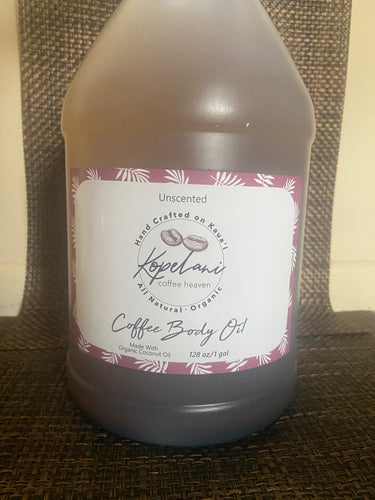 Unscented
Hand Crafted on Kaua'i
Kopelani
coffee heaven
All Natural · Organic
Coffee Body Oil
Made With
Organic Coconut Oil
128 oz/1 gal